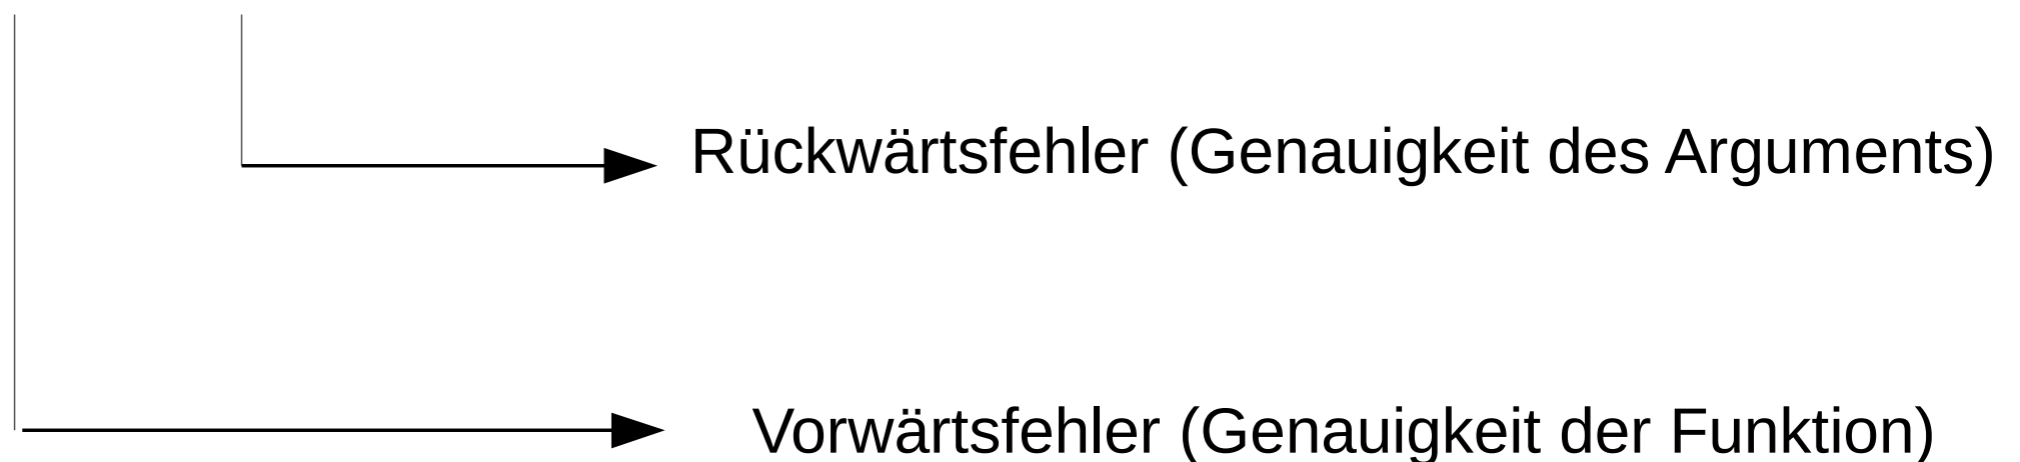 Rückwärtsfehler (Genauigkeit des Arguments)
Vorwärtsfehler (Genauigkeit der Funktion)